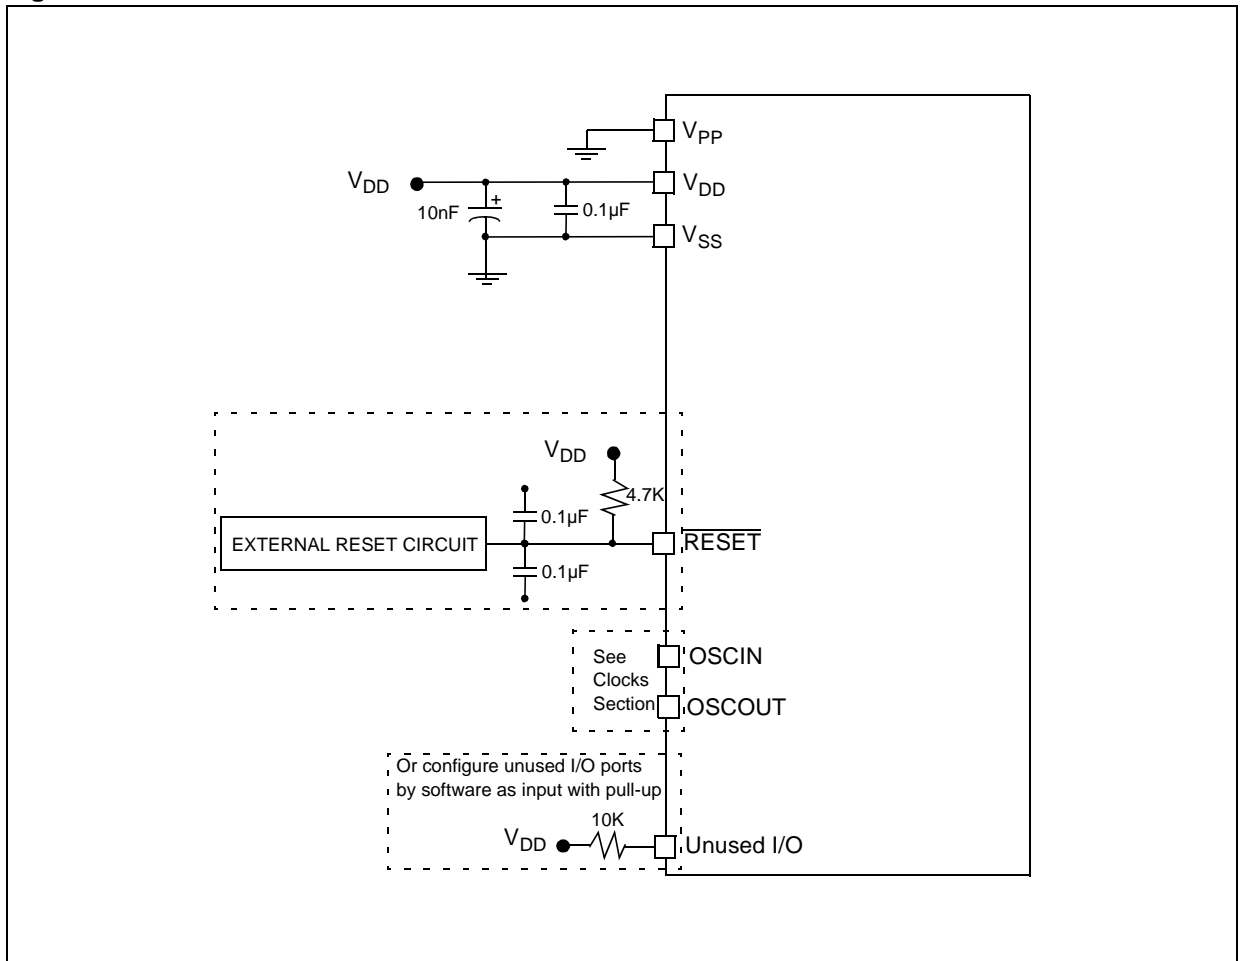 VPP
VDD
VDD
10nF
+
0.1µF
VSS
VDD
4.7K
0.1µF
EXTERNAL RESET CIRCUIT
RESET
0.1µF
See
Clocks
Section
OSCIN
OSCOUT
Or configure unused I/O ports
by software as input with pull-up
10K
VDD
Unused I/O